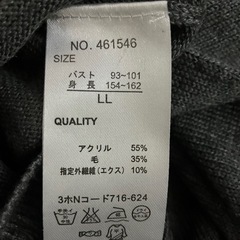 NO. 461546
SIZE
バスト 93~101
身長 154~162
LL
QUALITY
アクリル 55%
毛 35%
指定外繊維(エクス) 10%
3ホNコード716-624